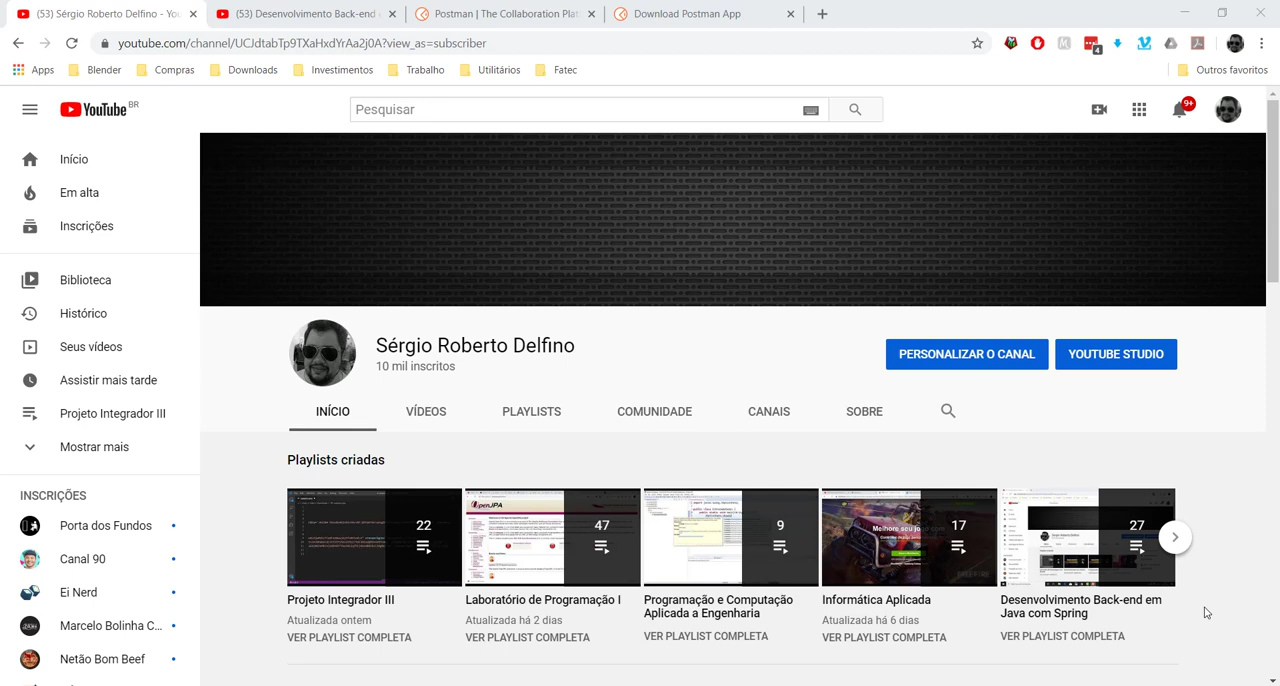 (53) Sérgio Roberto Delfino - You
(53) Desenvolvimento Back-end
Postman | The Collaboration Plat
Download Postman App
youtube.com/channel/UCJdtabTp9TXaHxdYrAa2j0A?view_as=subscriber
4
Apps
Blender
Compras
Downloads
Investimentos
Trabalho
Utilitários
Fatec
Outros favoritos
YouTube BR
Pesquisar
9+
Início
Em alta
Inscrições
Biblioteca
Histórico
Seus vídeos
Assistir mais tarde
Projeto Integrador III
Mostrar mais
INSCRIÇÕES
Porta dos Fundos
Canal 90
Ei Nerd
Marcelo Bolinha C...
Netão Bom Beef
Sérgio Roberto Delfino
10 mil inscritos
PERSONALIZAR O CANAL
YOUTUBE STUDIO
INÍCIO
VÍDEOS
PLAYLISTS
COMUNIDADE
CANAIS
SOBRE
Playlists criadas
22
Projeto Integrador III
Atualizada ontem
VER PLAYLIST COMPLETA
47
Laboratório de Programação I
Atualizada há 2 dias
VER PLAYLIST COMPLETA
9
Programação e Computação
Aplicada a Engenharia
VER PLAYLIST COMPLETA
Melhore seu jo
17
Informática Aplicada
Atualizada há 6 dias
VER PLAYLIST COMPLETA
27
Desenvolvimento Back-end em
Java com Spring
VER PLAYLIST COMPLETA